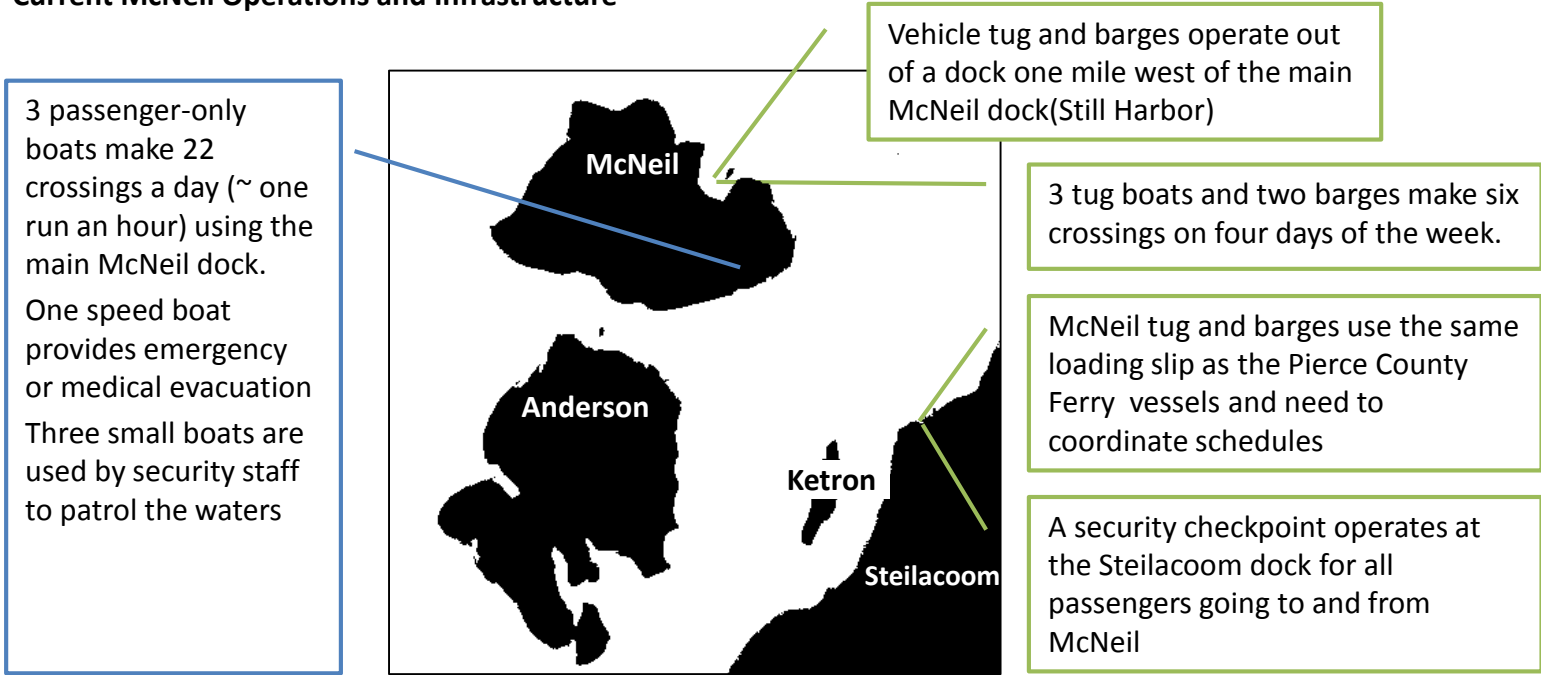 Current McNeil Operations and Infrastructure
3 passenger-only
boats make 22
crossings a day (~ one
run an hour) using the
main McNeil dock.
One speed boat
provides emergency
or medical evacuation
Three small boats are
used by security staff
to patrol the waters
McNeil
Anderson
Ketron
Steilacoom
Vehicle tug and barges operate out
of a dock one mile west of the main
McNeil dock(Still Harbor)
3 tug boats and two barges make six
crossings on four days of the week.
McNeil tug and barges use the same
loading slip as the Pierce County
Ferry vessels and need to
coordinate schedules
A security checkpoint operates at
the Steilacoom dock for all
passengers going to and from
McNeil